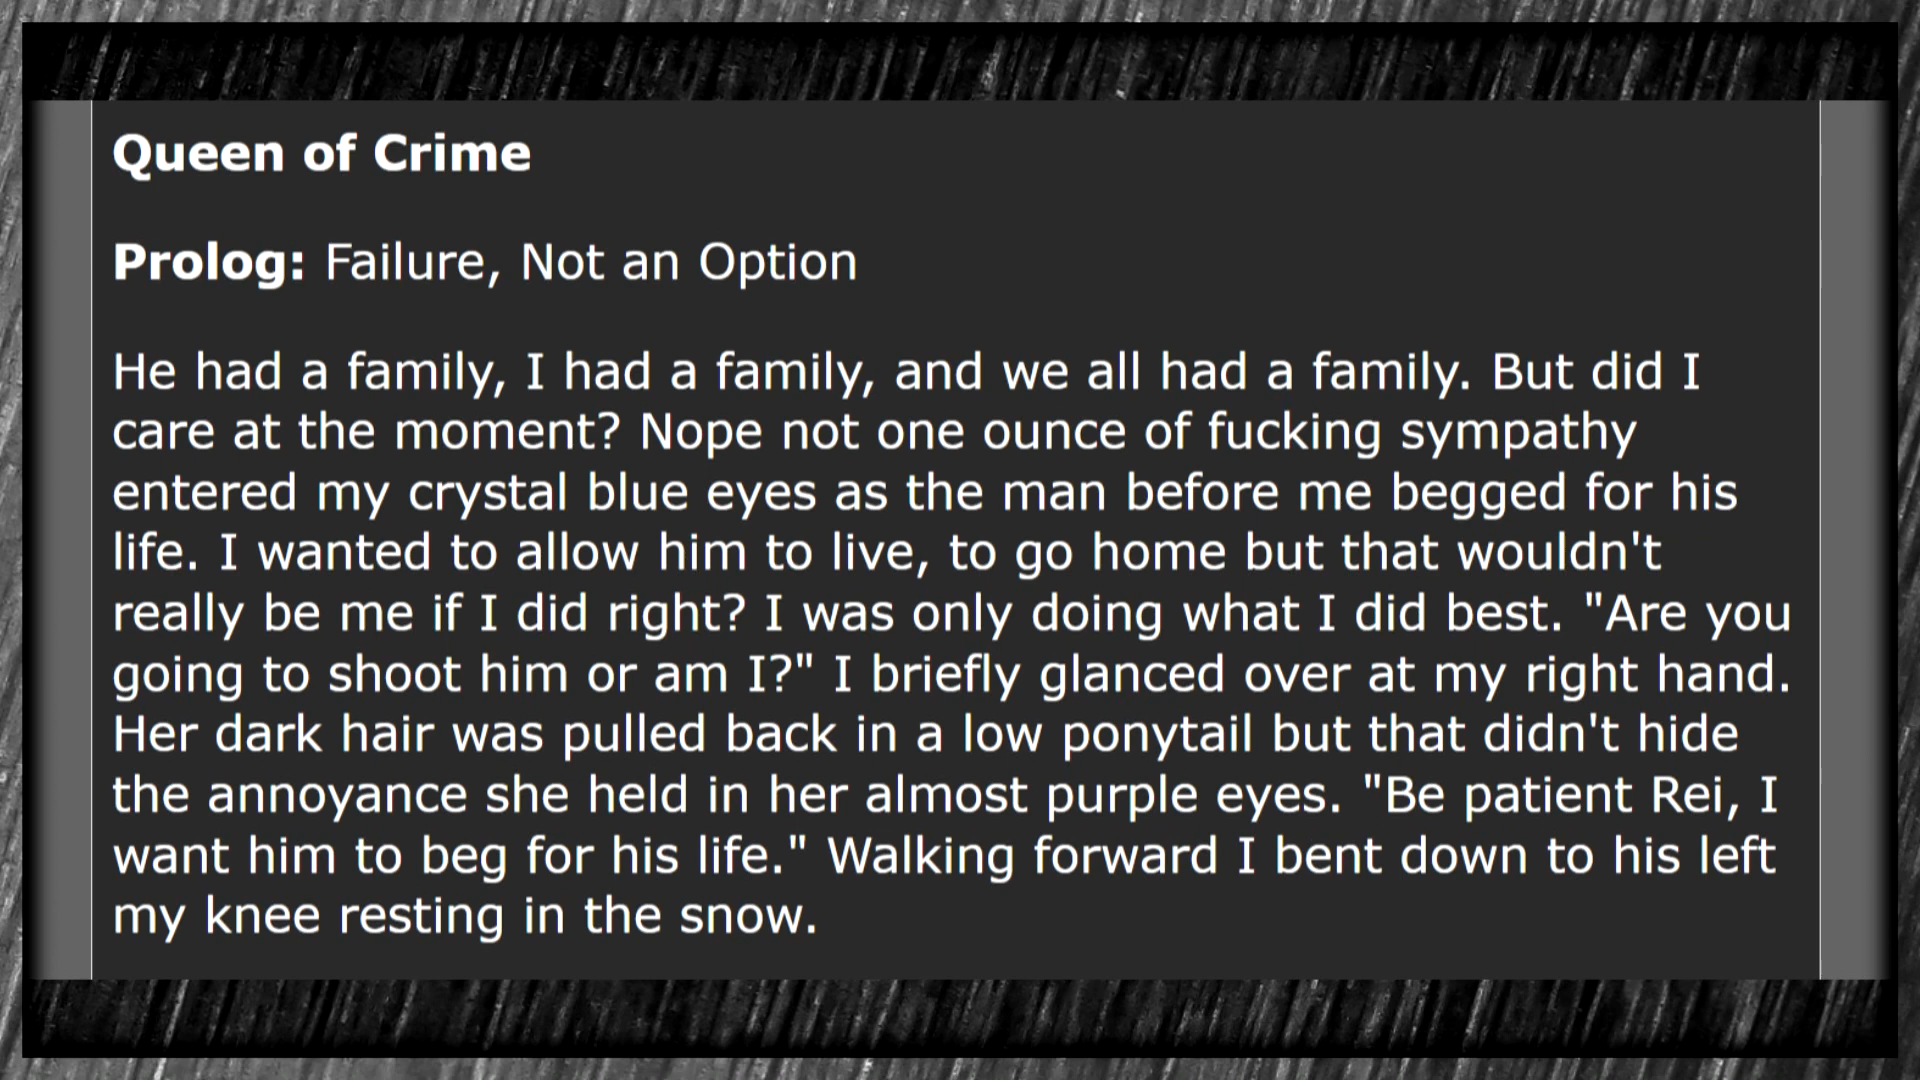 Queen of Crime
Prolog: Failure, Not an Option
He had a family, I had a family, and we all had a family. But did I
care at the moment? Nope not one ounce of fucking sympathy
entered my crystal blue eyes as the man before me begged for his
life. I wanted to allow him to live, to go home but that wouldn't
really be me if I did right? I was only doing what I did best. "Are you
going to shoot him or am I?" I briefly glanced over at my right hand.
Her dark hair was pulled back in a low ponytail but that didn't hide
the annoyance she held in her almost purple eyes. "Be patient Rei, I
want him to beg for his life." Walking forward I bent down to his left
my knee resting in the snow.